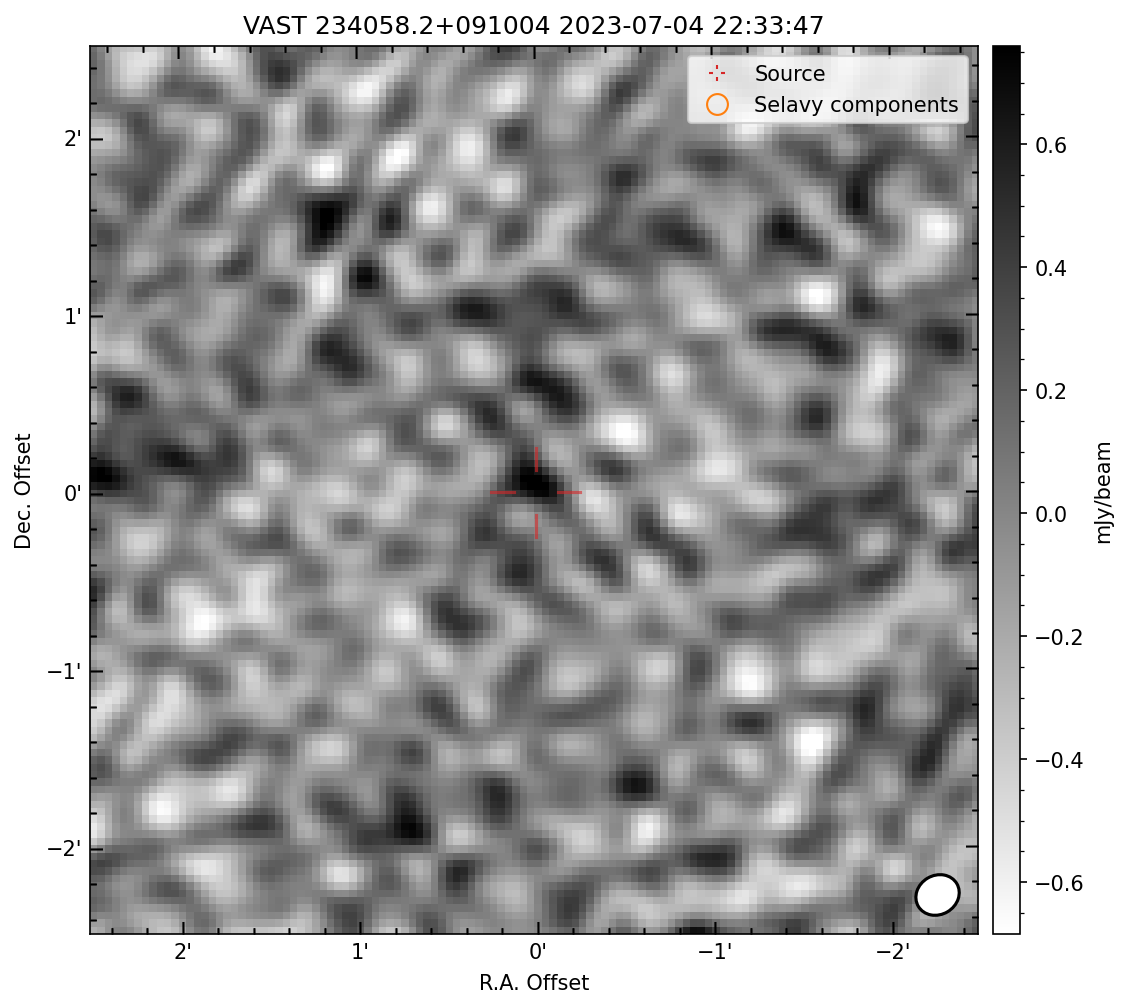 VAST 234058.2+091004 2023-07-04 22:33:47
Source
Selavy components
2'
1'
0'
−1'
−2'
Dec. Offset
2'
1'
0'
−1'
−2'
R.A. Offset
0.6
0.4
0.2
0.0
−0.2
−0.4
−0.6
mJy/beam